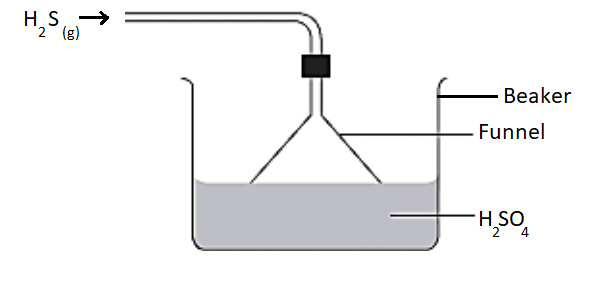 H₂S (g)
Beaker
Funnel
H₂SO₄